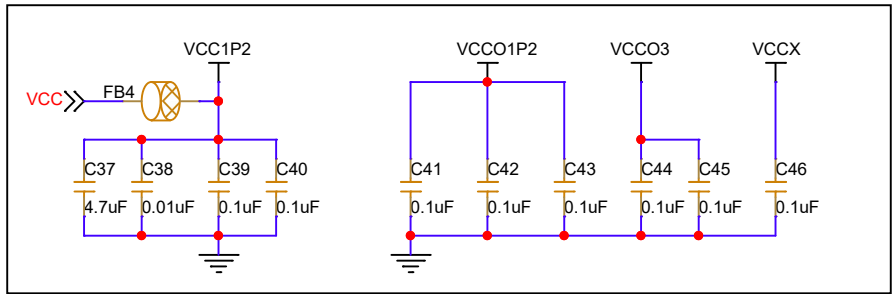 VCC1P2 VCCO1P2 VCCO3 VCCX
VCC FB4
C37 C38 C39 C40 C41 C42 C43 C44 C45 C46
4.7uF 0.01uF 0.1uF 0.1uF 0.1uF 0.1uF 0.1uF 0.1uF 0.1uF 0.1uF